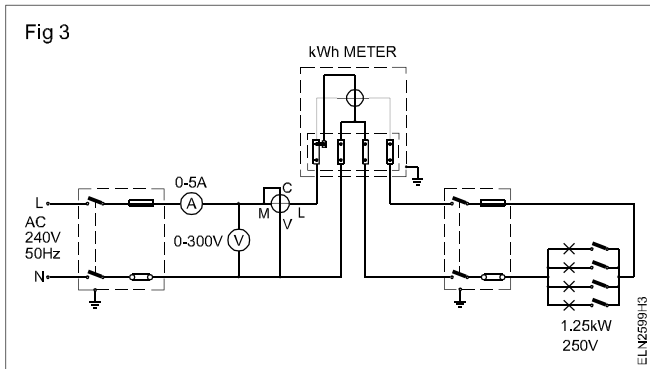 Fig 3
kWh METER
0-5A
A
C
M
L
V
L
AC
240V
50Hz
0-300V
V
N
1.25kW
250V
ELN2599H3